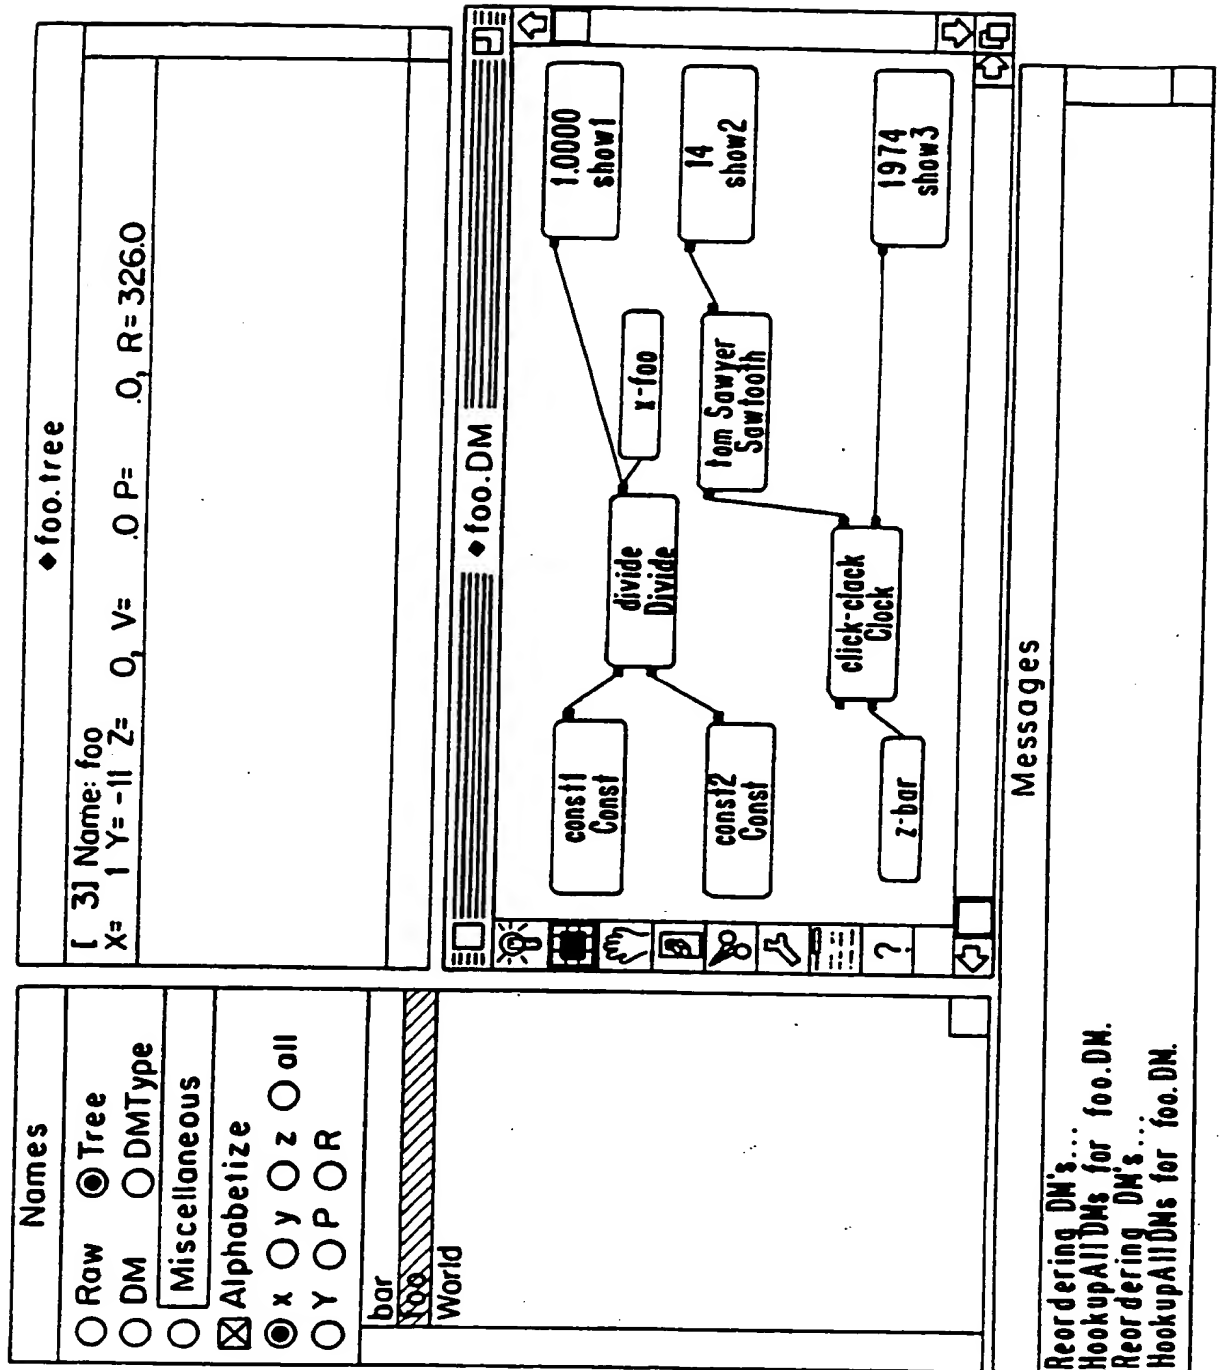 Names
Raw Tree
DM DMType
Miscellaneous
Alphabetize
x y z all
Y P R
bar
foo
World
foo.tree
[ 3] Name: foo
X= 1 Y= -11 Z= 0, V= .0 P= .0, R= 326.0
foo.DM
?
const1
Const
const2
Const
z-bar
divide
Divide
click-clack
Clock
x-foo
tom Sawyer
Sawtooth
1.0000
show1
14
show2
1974
show3
Messages
Reordering DM's...
HookupAllDMs for foo.DM.
Reordering DM's...
HookupAllDMs for foo.DM.